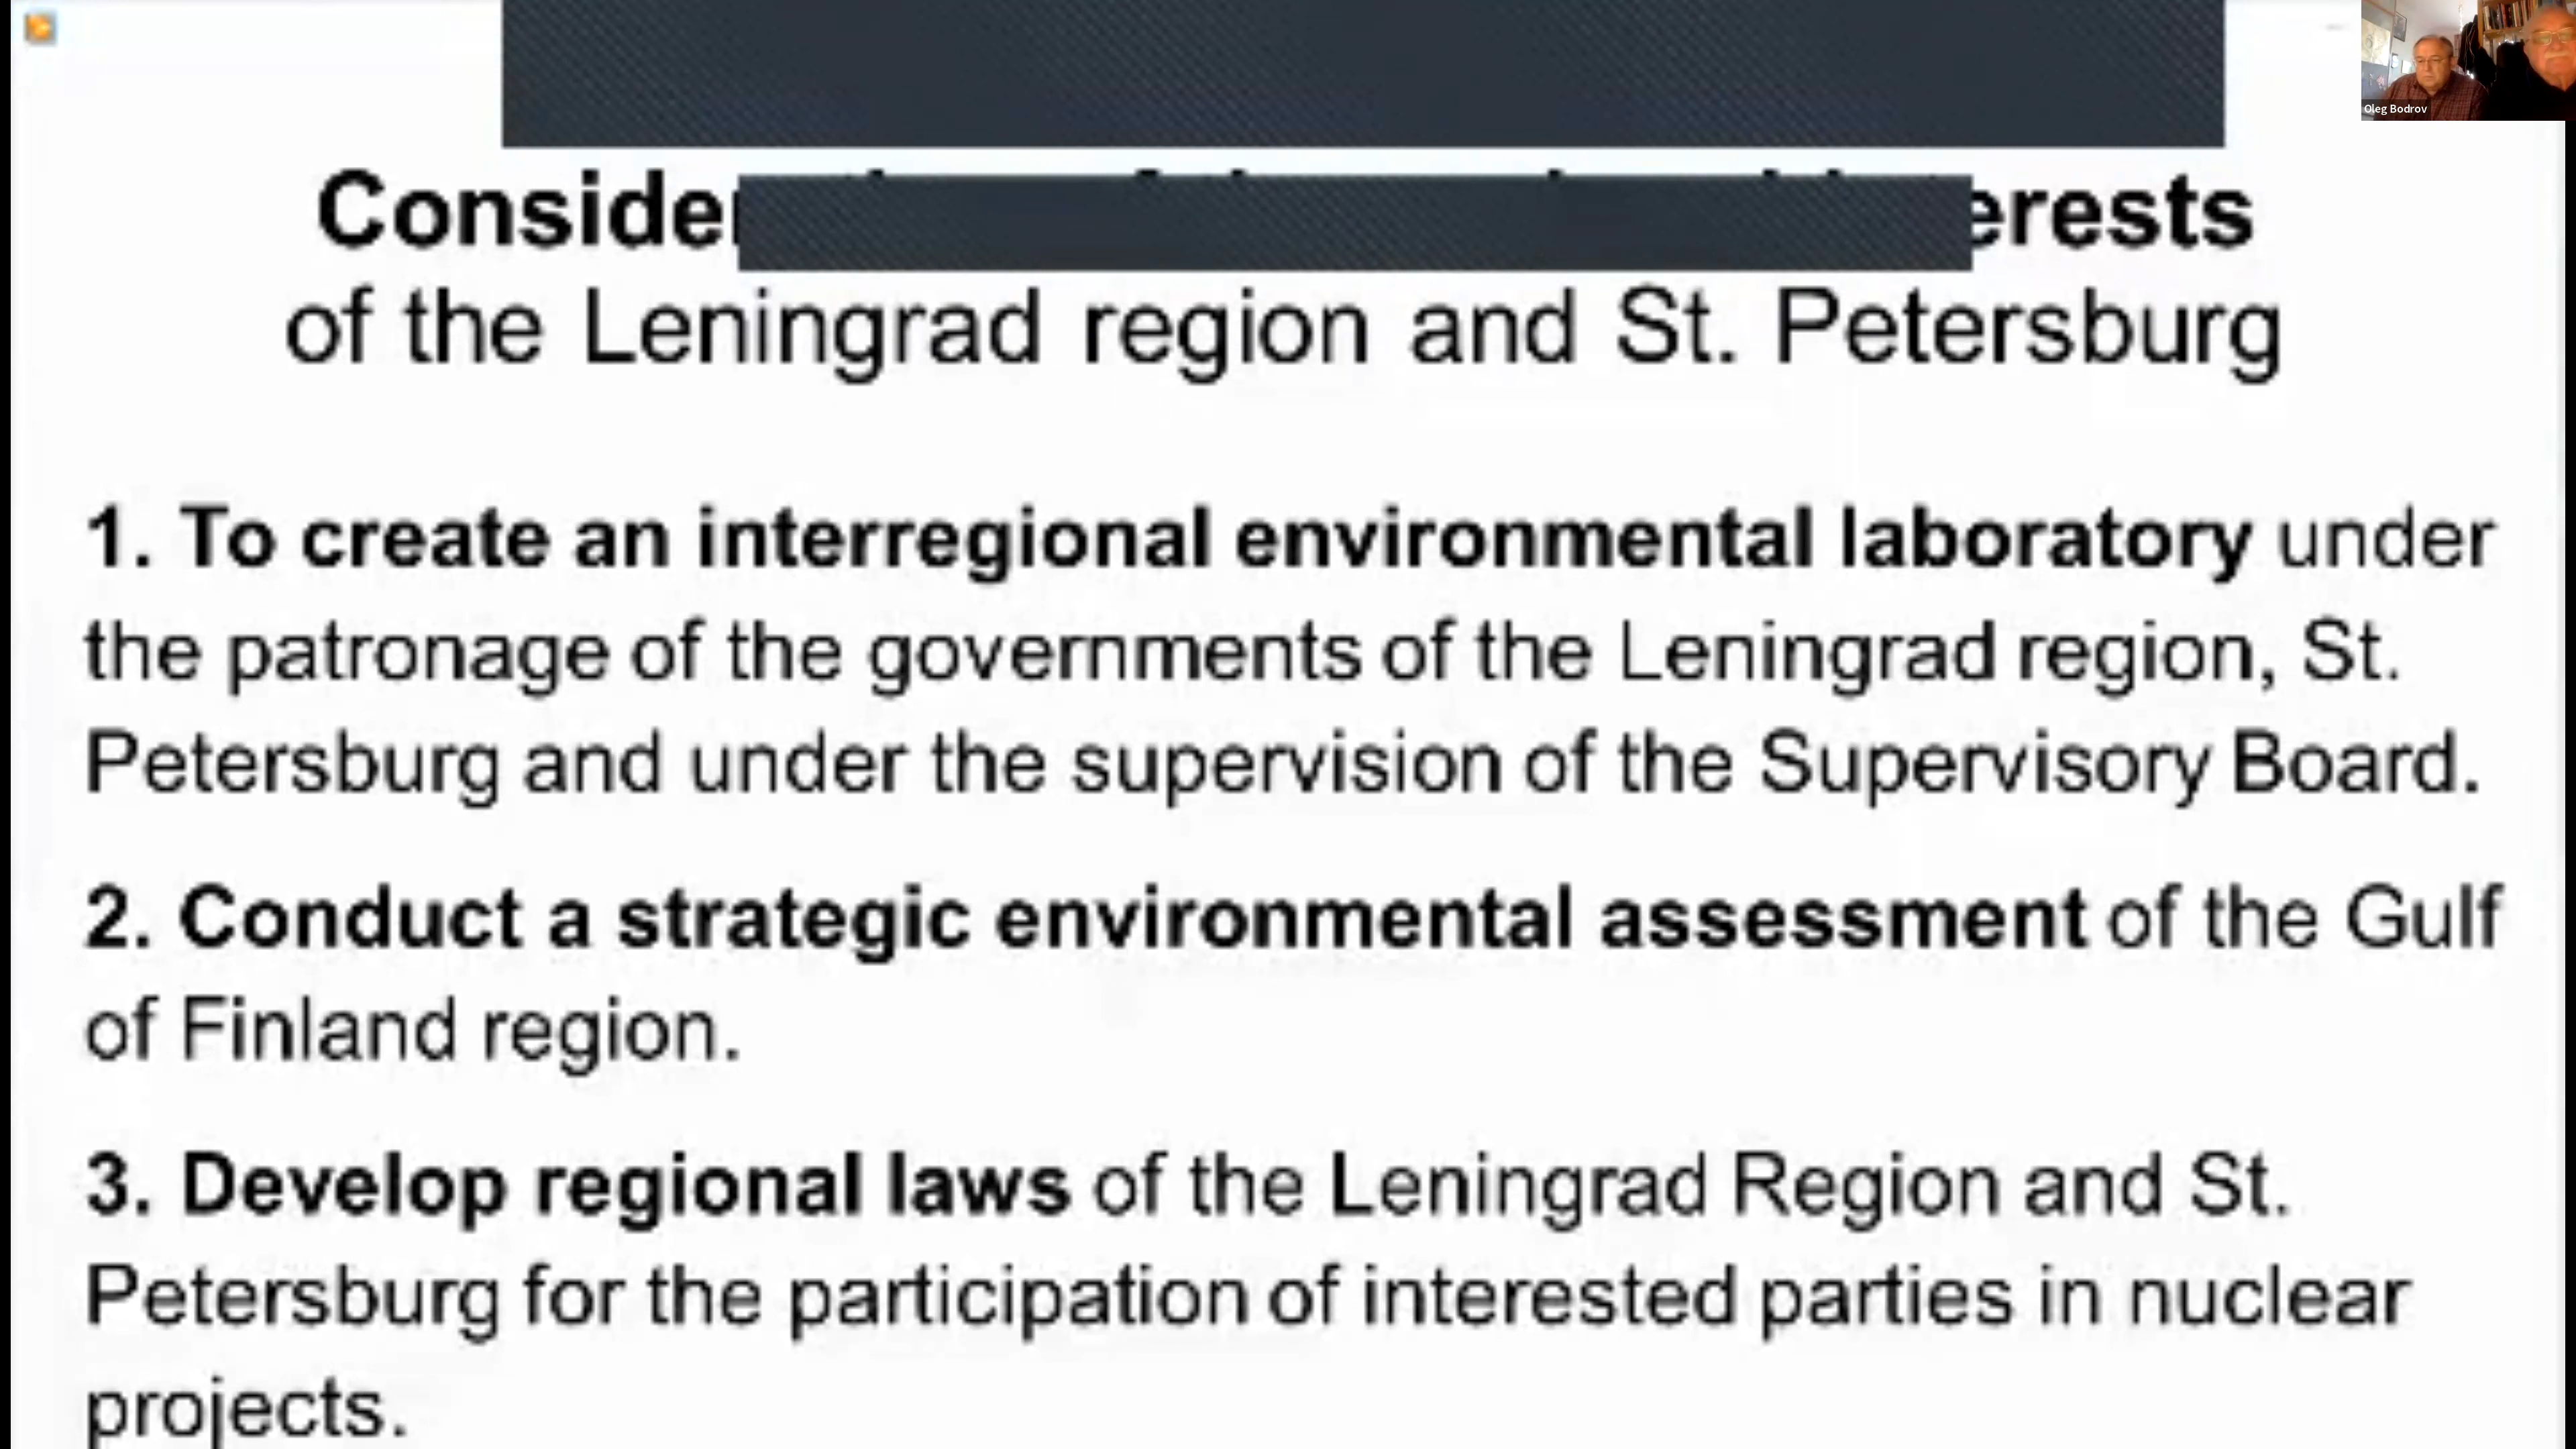 Oleg Bodrov
of the Leningrad region and St. Petersburg
1. To create an interregional environmental laboratory under
the patronage of the governments of the Leningrad region, St.
Petersburg and under the supervision of the Supervisory Board.
2. Conduct a strategic environmental assessment of the Gulf
of Finland region.
3. Develop regional laws of the Leningrad Region and St.
Petersburg for the participation of interested parties in nuclear
projects.